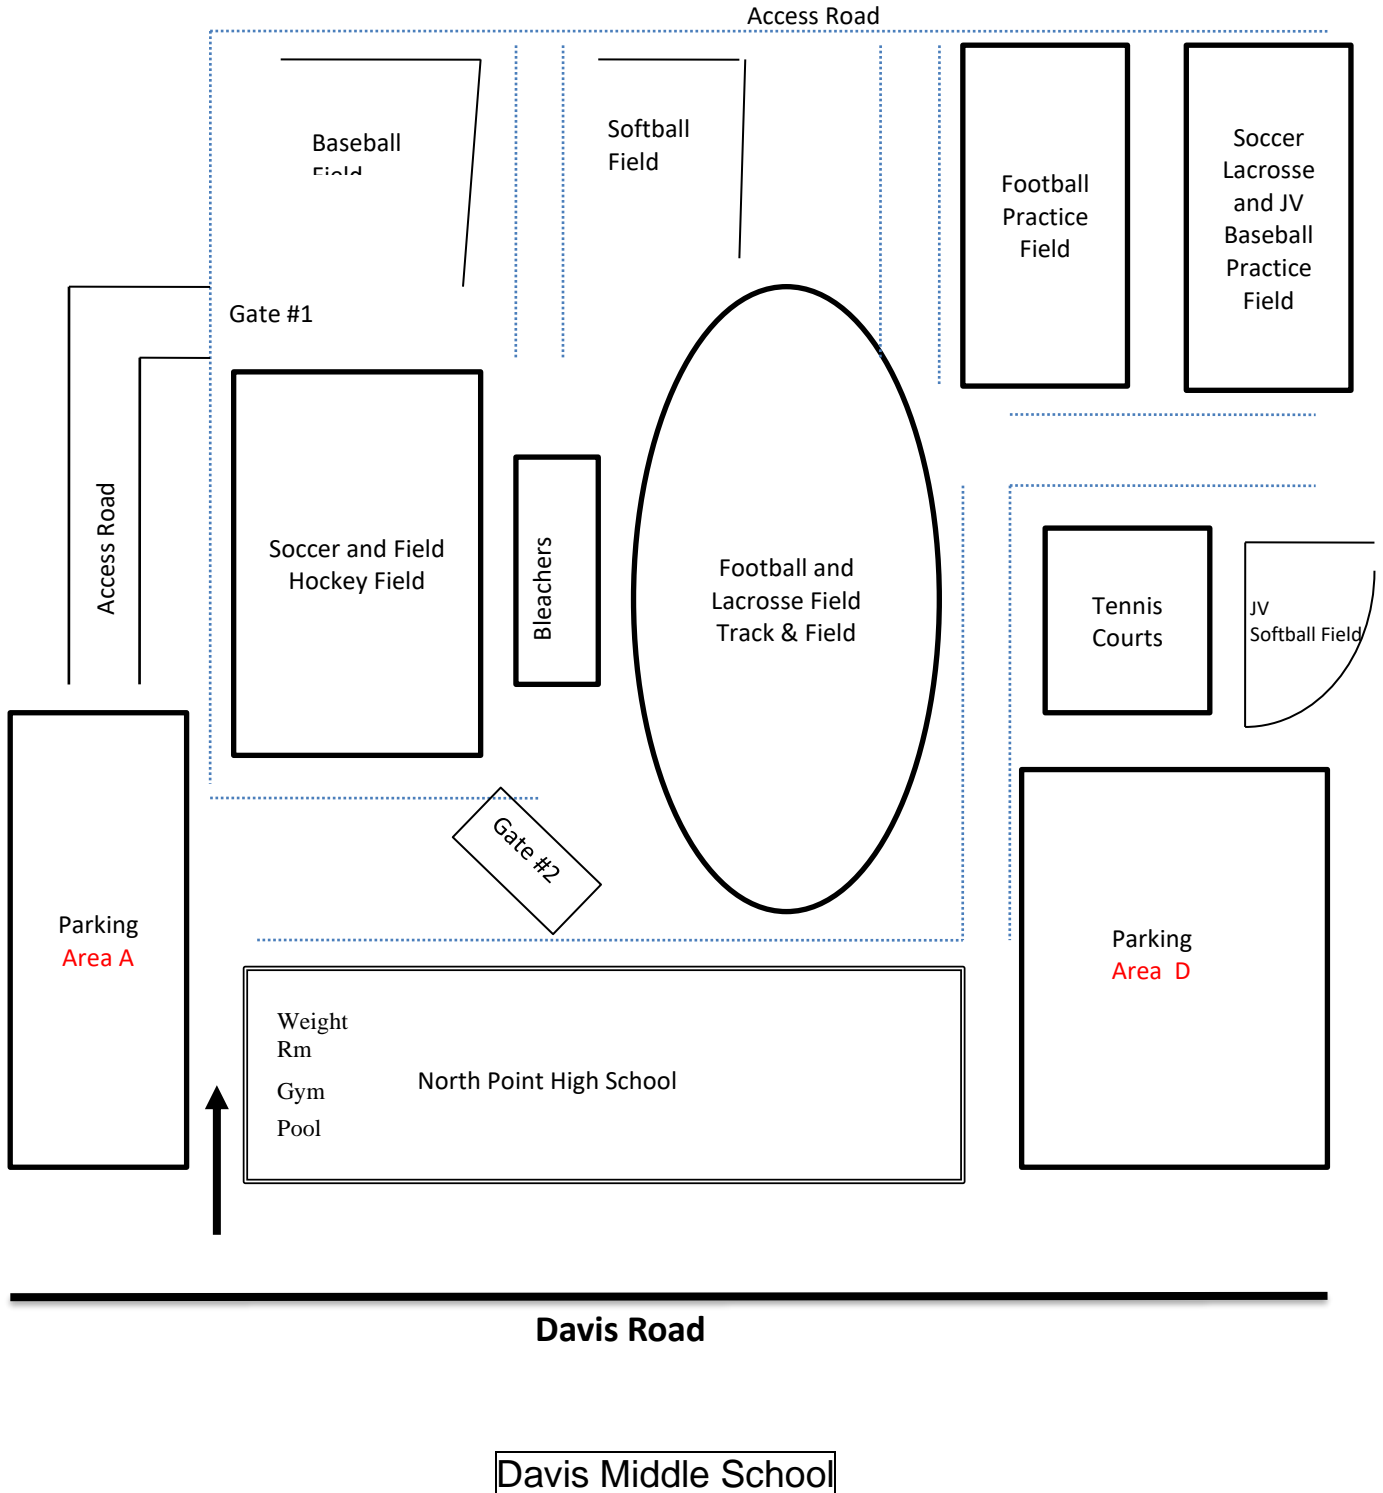 Access Road
Baseball
Field
Softball
Field
Football
Practice
Field
Soccer
Lacrosse
and JV
Baseball
Practice
Field
Gate #1
Access Road
Soccer and Field
Hockey Field
Bleachers
Football and
Lacrosse Field
Track & Field
Tennis
Courts
JV
Softball Field
Gate #2
Parking
Area A
Parking
Area  D
Weight
Rm
Gym
Pool
North Point High School
Davis Road
Davis Middle School